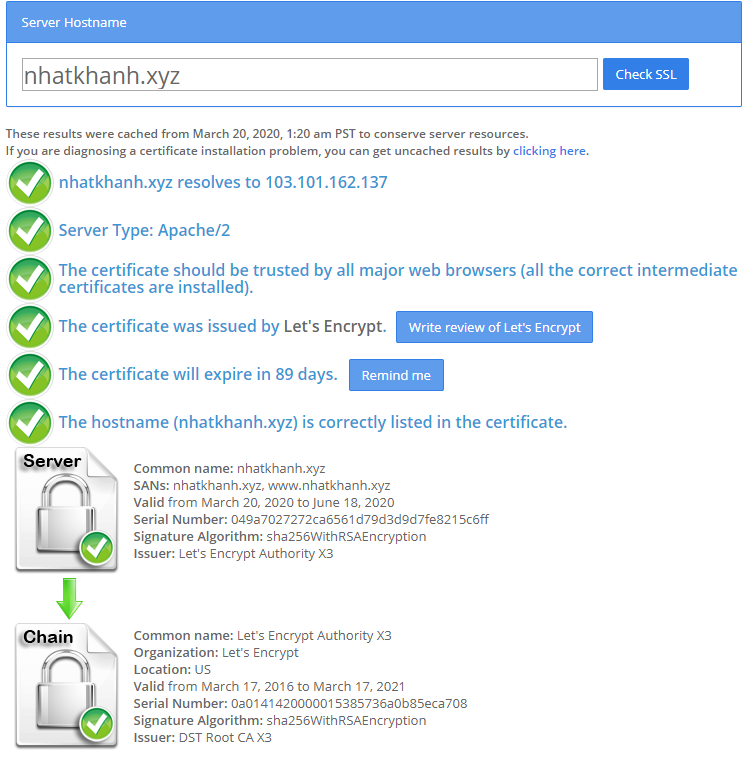 Server Hostname
nhatkhanh.xyz
Check SSL
These results were cached from March 20, 2020, 1:20 am PST to conserve server resources.
If you are diagnosing a certificate installation problem, you can get uncached results by clicking here.
nhatkhanh.xyz resolves to 103.101.162.137
Server Type: Apache/2
The certificate should be trusted by all major web browsers (all the correct intermediate
certificates are installed).
The certificate was issued by Let's Encrypt. Write review of Let's Encrypt
The certificate will expire in 89 days. Remind me
The hostname (nhatkhanh.xyz) is correctly listed in the certificate.
Server
Common name: nhatkhanh.xyz
SANs: nhatkhanh.xyz, www.nhatkhanh.xyz
Valid from March 20, 2020 to June 18, 2020
Serial Number: 049a7027272ca6561d79d3d9d7fe8215c6ff
Signature Algorithm: sha256WithRSAEncryption
Issuer: Let's Encrypt Authority X3
Chain
Common name: Let's Encrypt Authority X3
Organization: Let's Encrypt
Location: US
Valid from March 17, 2016 to March 17, 2021
Serial Number: 0a0141420000015385736a0b85eca708
Signature Algorithm: sha256WithRSAEncryption
Issuer: DST Root CA X3